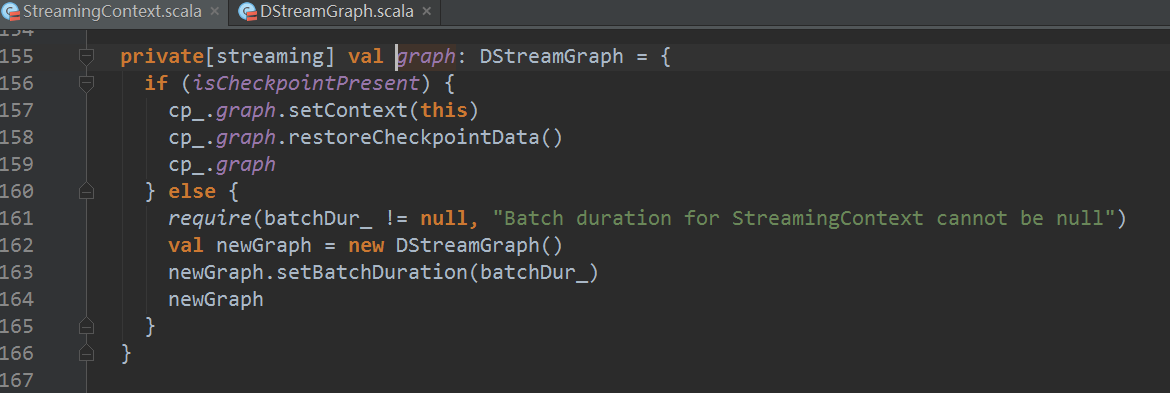 StreamingContext.scala × DStreamGraph.scala ×
154
155 private[streaming] val graph: DStreamGraph = {
156 if (isCheckpointPresent) {
157 cp_.graph.setContext(this)
158 cp_.graph.restoreCheckpointData()
159 cp_.graph
160 } else {
161 require(batchDur_ != null, "Batch duration for StreamingContext cannot be null")
162 val newGraph = new DStreamGraph()
163 newGraph.setBatchDuration(batchDur_)
164 newGraph
165 }
166 }
167